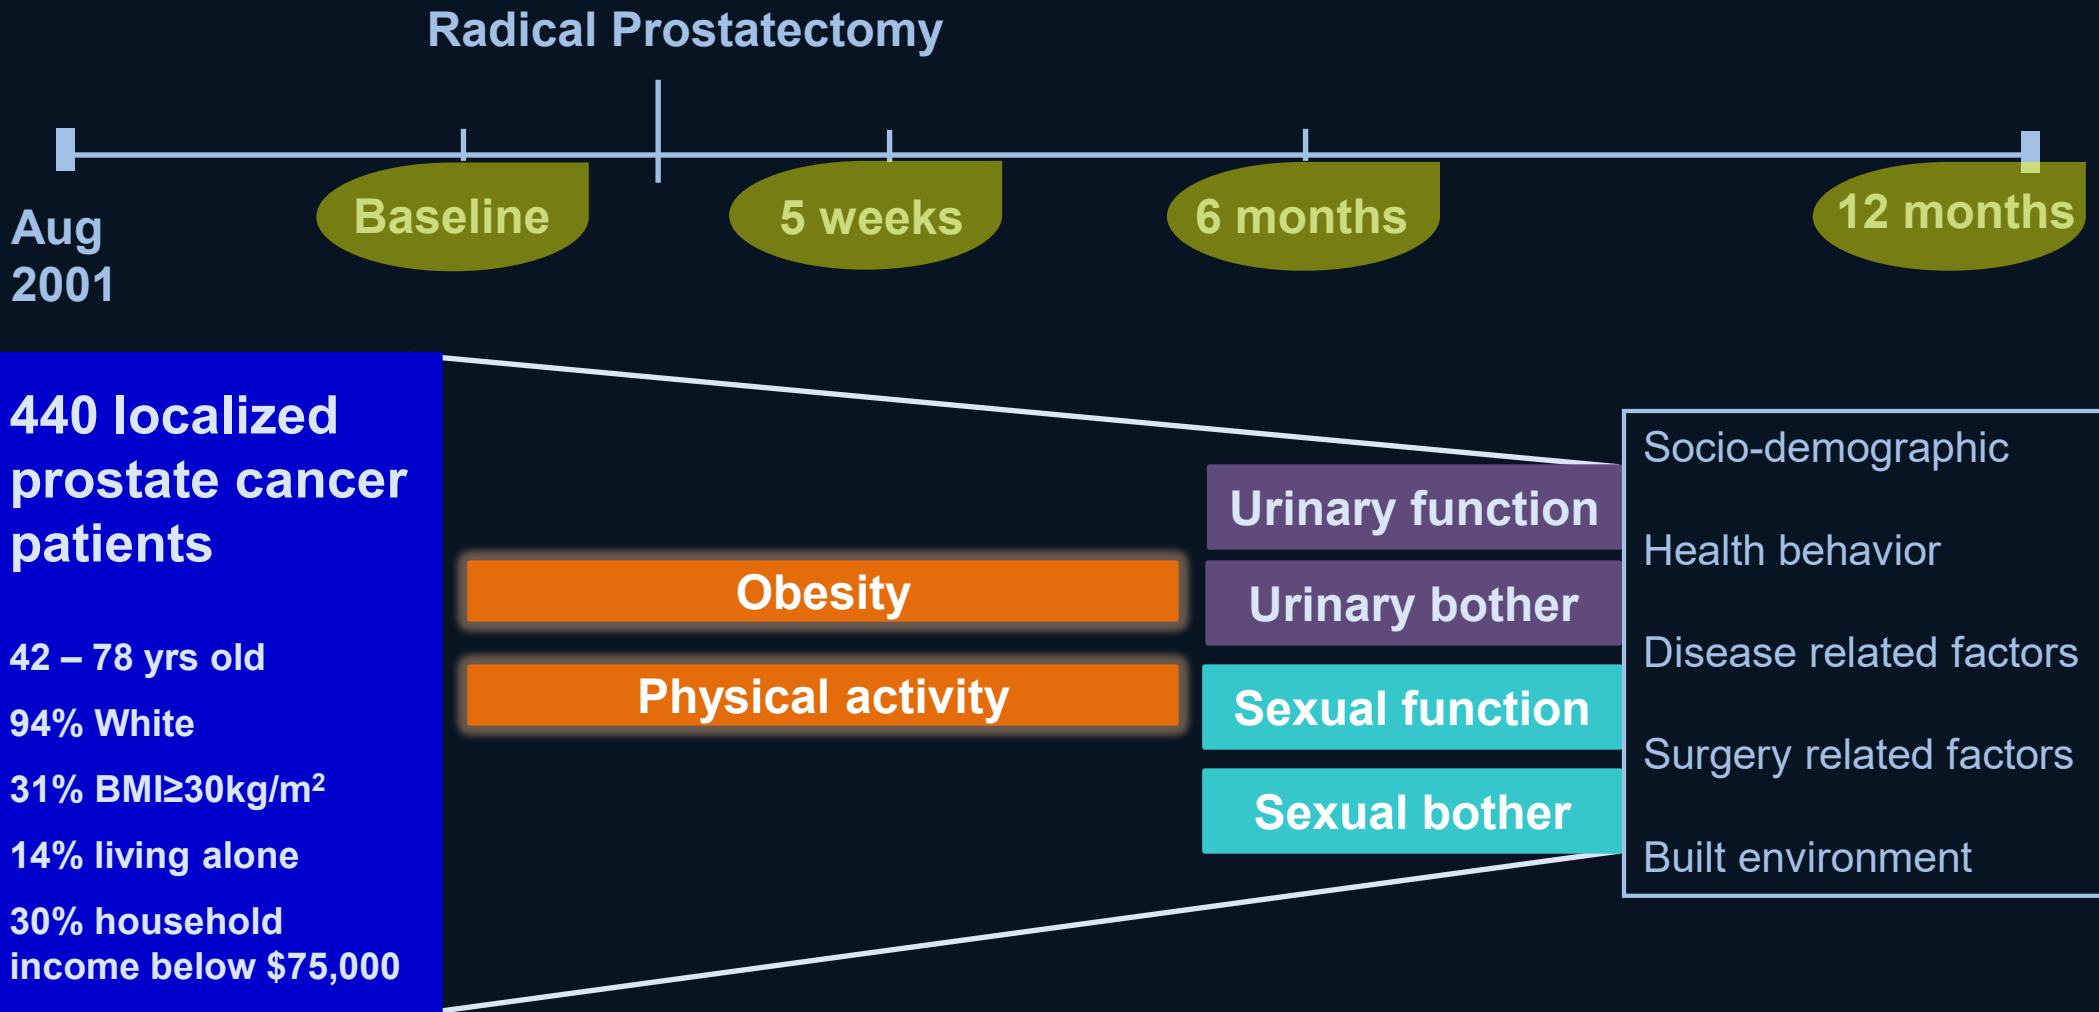 Radical Prostatectomy
Aug
2001
Baseline
5 weeks
6 months
12 months
440 localized
prostate cancer
patients
42 – 78 yrs old
94% White
31% BMI≥30kg/m²
14% living alone
30% household
income below $75,000
Obesity
Physical activity
Urinary function
Urinary bother
Sexual function
Sexual bother
Socio-demographic
Health behavior
Disease related factors
Surgery related factors
Built environment